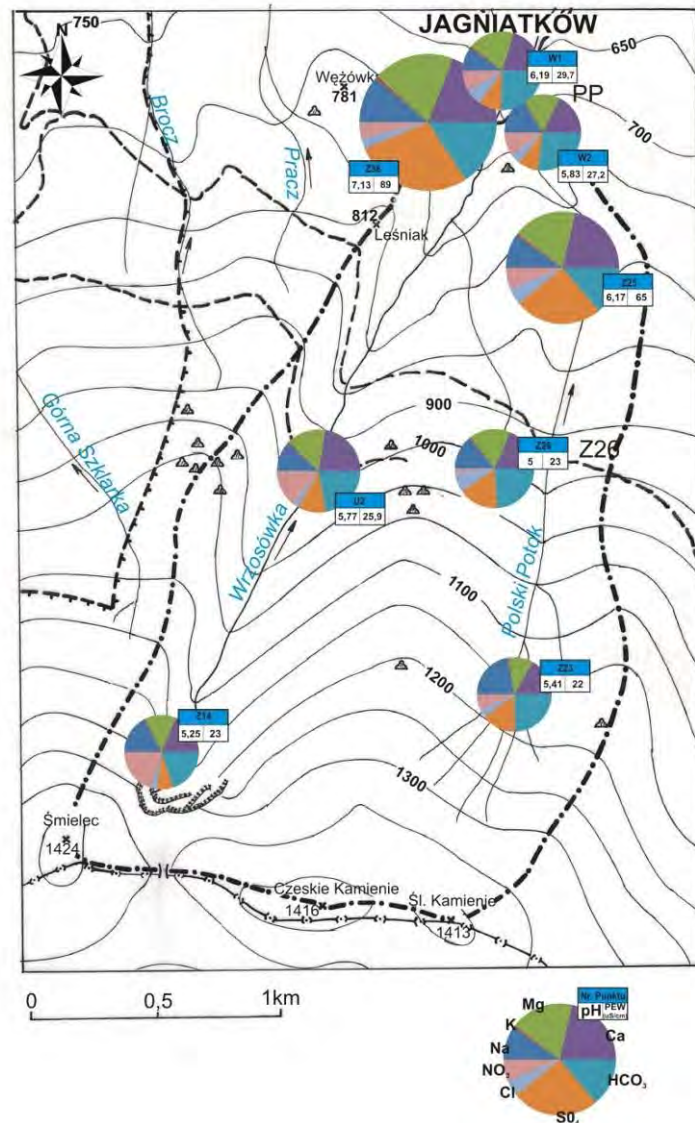 JAGNIATKÓW
750
N
650
W1
6,19 29,7
Wężówka
781
PP
700
W2
5,83 27,2
Brocz
Pracz
Z38
7,13 89
812
Leśniak
Z25
6,17 65
900
1000
Górna Szklarka
Z26
5 23
Z26
U2
5,77 25,9
Wrzosówka
Polski Potok
1100
1200
Z23
5,41 22
Z14
5,25 23
1300
Śmielec
1424
Czeskie Kamienie
1416
Śl. Kamienie
1413
0 0,5 1km
Nr. Punktu
pH PEW
Mg
K
Ca
Na
NO3
HCO3
Cl
S04